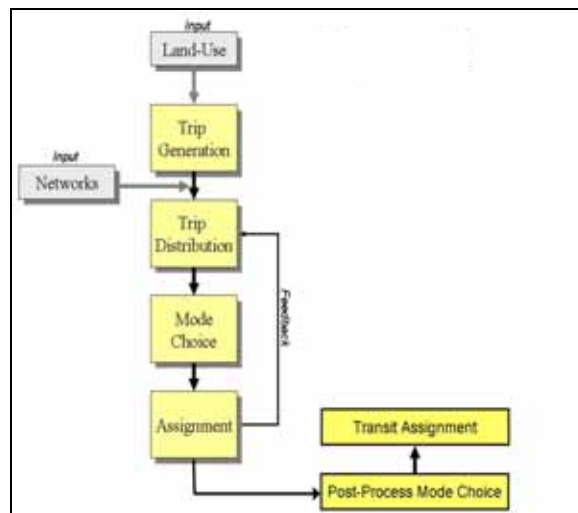 input
Land-Use
Trip
Generation
input
Networks
Trip
Distribution
Feedback
Mode
Choice
Assignment
Transit Assignment
Post-Process Mode Choice